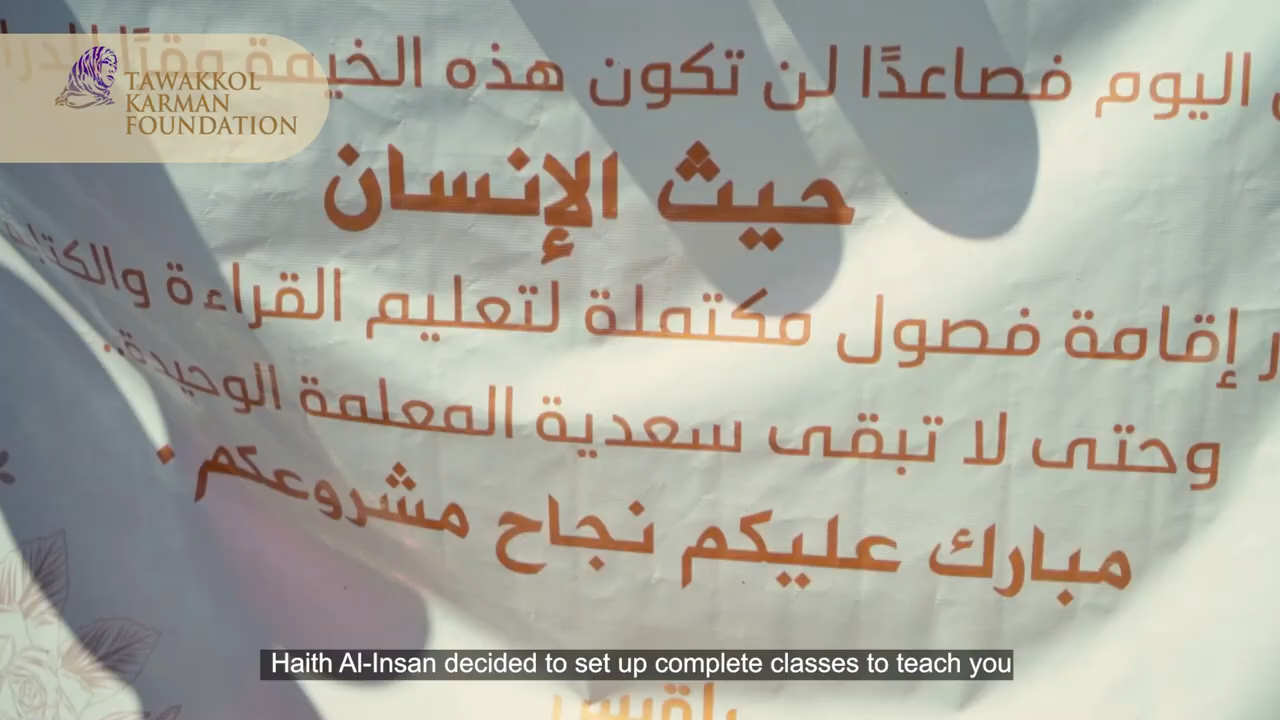 TAWAKKOL
KARMAN
FOUNDATION
اليوم فصاعدًا لن تكون هذه الخيمة
حيث الإنسان
إقامة فصول مكتملة لتعليم القراءة والكتابة
وحتى لا تبقى سعدية المعلمة الوحيدة..
مبارك عليكم نجاح مشروعكم.
Haith Al-Insan decided to set up complete classes to teach you